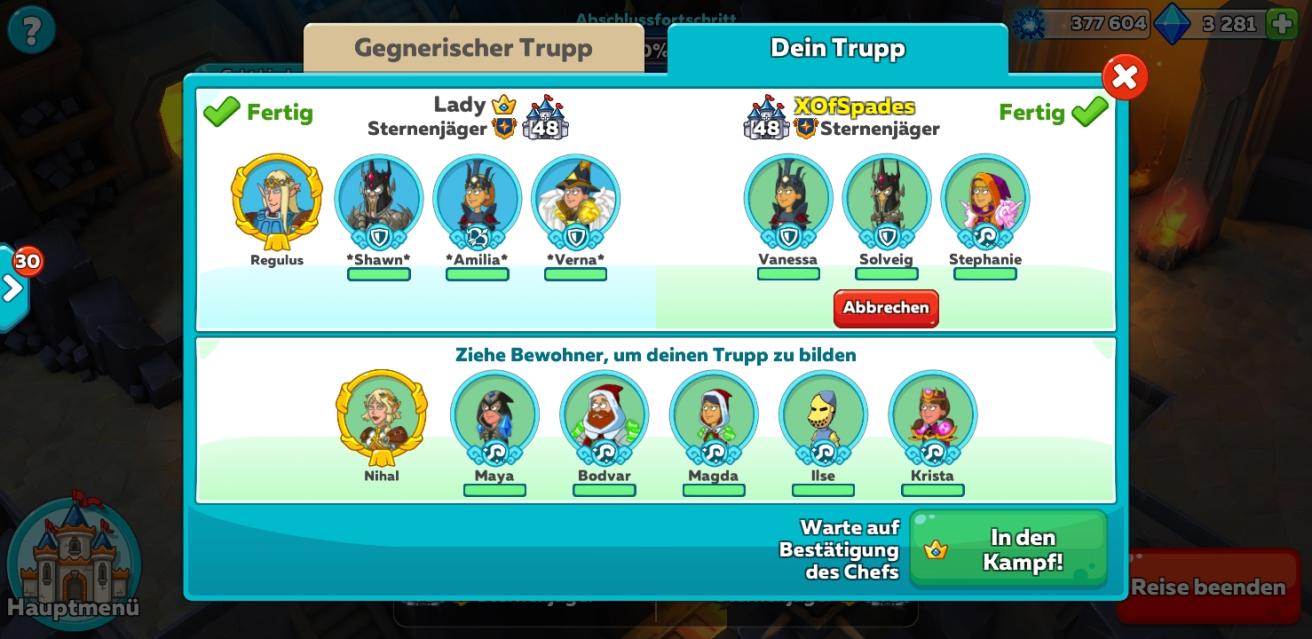 ?
Abschlussfortschritt
377 604
3 281
Gegnerischer Trupp
0%
Dein Trupp
Fertig
Lady
Sternenjäger
48
48
XOfSpades
Sternenjäger
Fertig
Regulus
*Shawn*
*Amilia*
*Verna*
Vanessa
Solveig
Stephanie
30
Abbrechen
Ziehe Bewohner, um deinen Trupp zu bilden
Nihal
Maya
Bodvar
Magda
Ilse
Krista
Warte auf
Bestätigung
des Chefs
In den
Kampf!
Hauptmenü
Reise beenden